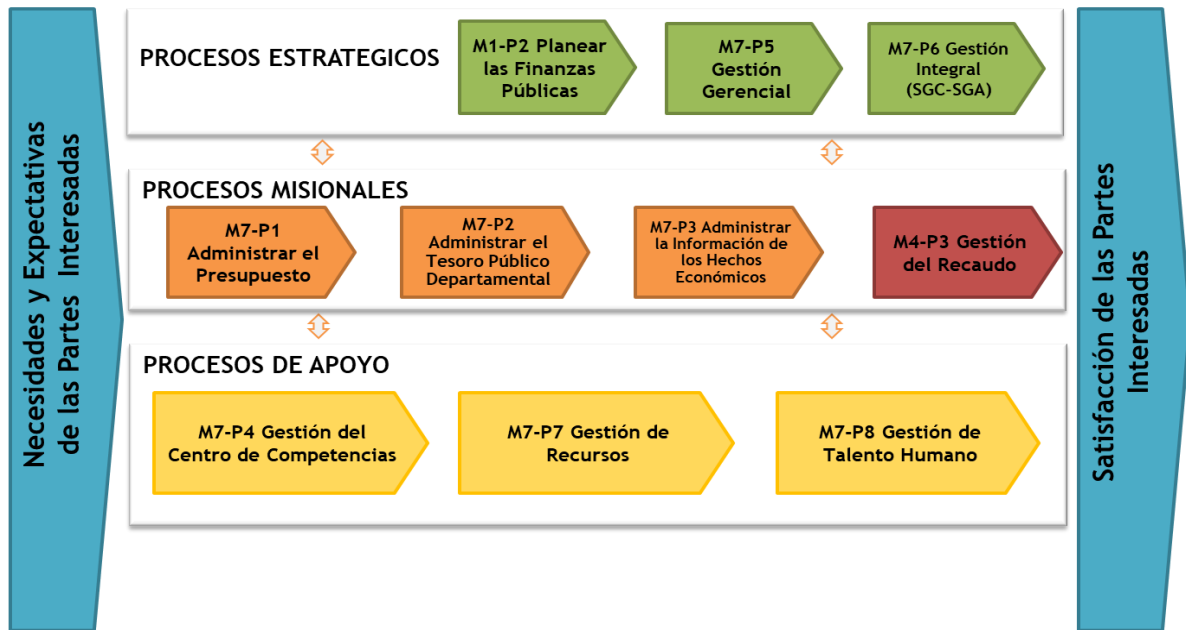 Necesidades y Expectativas
de las Partes Interesadas
PROCESOS ESTRATEGICOS
M1-P2 Planear
las Finanzas
Públicas
M7-P5
Gestión
Gerencial
M7-P6 Gestión
Integral
(SGC-SGA)
PROCESOS MISIONALES
M7-P1
Administrar el
Presupuesto
M7-P2
Administrar el
Tesoro Público
Departamental
M7-P3 Administrar
la Información de
los Hechos
Económicos
M4-P3 Gestión
del Recaudo
PROCESOS DE APOYO
M7-P4 Gestión del
Centro de Competencias
M7-P7 Gestión de
Recursos
M7-P8 Gestión de
Talento Humano
Satisfacción de las Partes
Interesadas